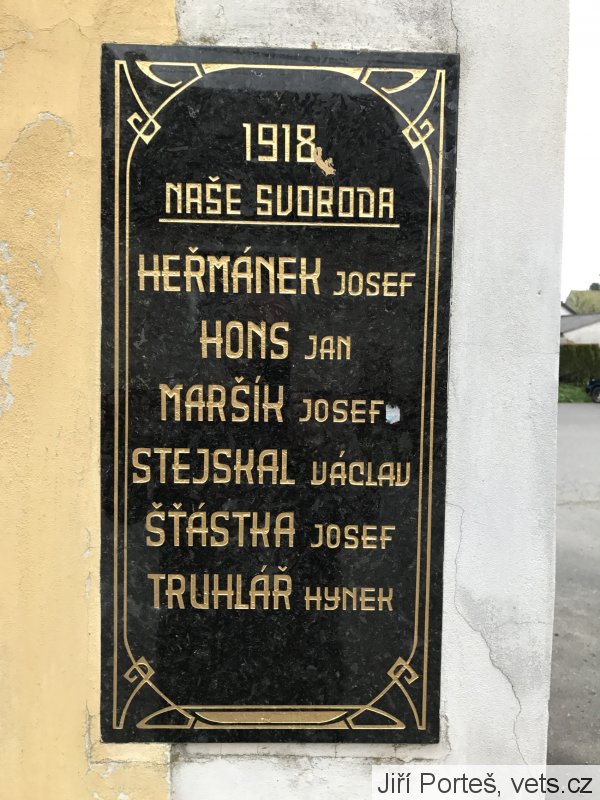 1918
NAŠE SVOBODA
HEŘMÁNEK JOSEF
HONS JAN
MARŠÍK JOSEF
STEJSKAL VÁCLAV
ŠŤÁSTKA JOSEF
TRUHLÁŘ HYNEK
Jiří Porteš, vets.cz